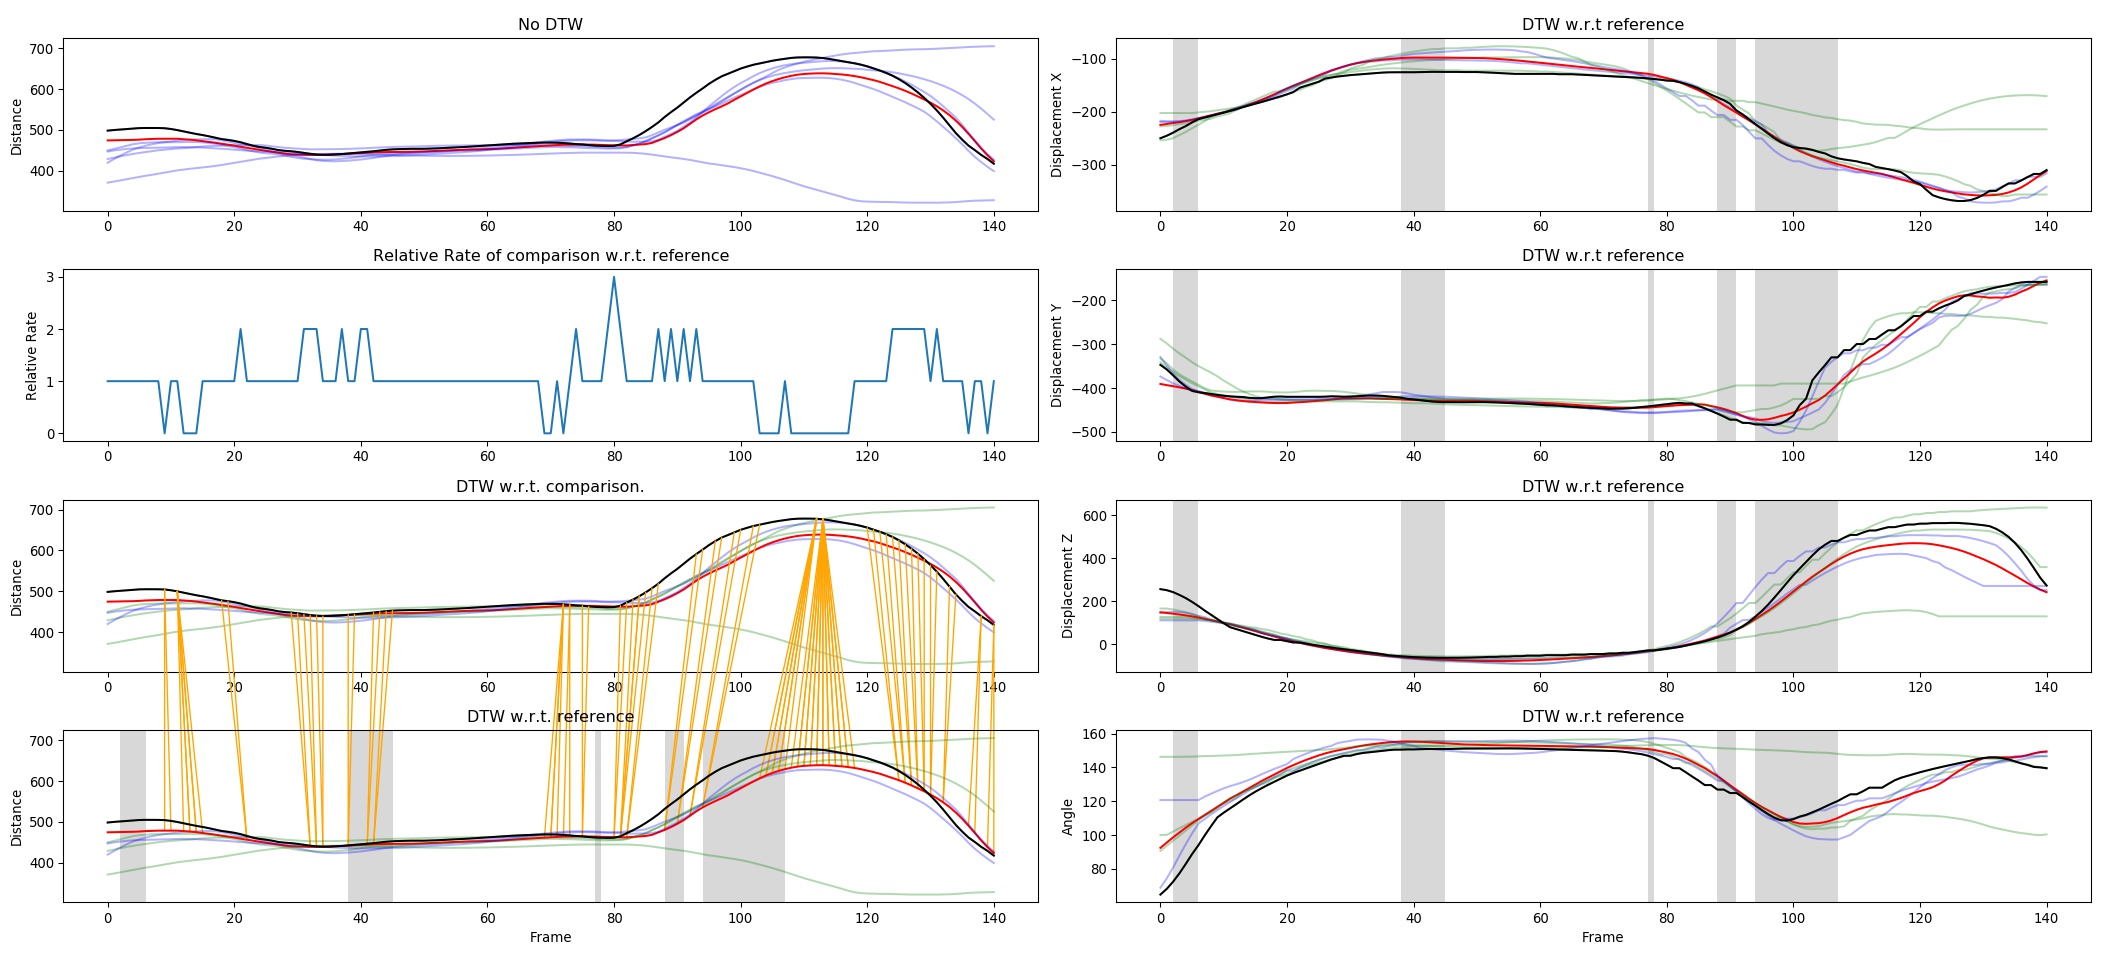 No DTW
Distance
700
600
500
400
0 20 40 60 80 100 120 140
Relative Rate of comparison w.r.t. reference
Relative Rate
3
2
1
0
0 20 40 60 80 100 120 140
DTW w.r.t. comparison.
Distance
700
600
500
400
0 20 40 60 80 100 120 140
DTW w.r.t. reference
Distance
700
600
500
400
0 20 40 60 80 100 120 140
Frame
DTW w.r.t reference
Displacement X
−100
−200
−300
0 20 40 60 80 100 120 140
DTW w.r.t reference
Displacement Y
−200
−300
−400
−500
0 20 40 60 80 100 120 140
DTW w.r.t reference
Displacement Z
600
400
200
0
0 20 40 60 80 100 120 140
DTW w.r.t reference
Angle
160
140
120
100
80
0 20 40 60 80 100 120 140
Frame